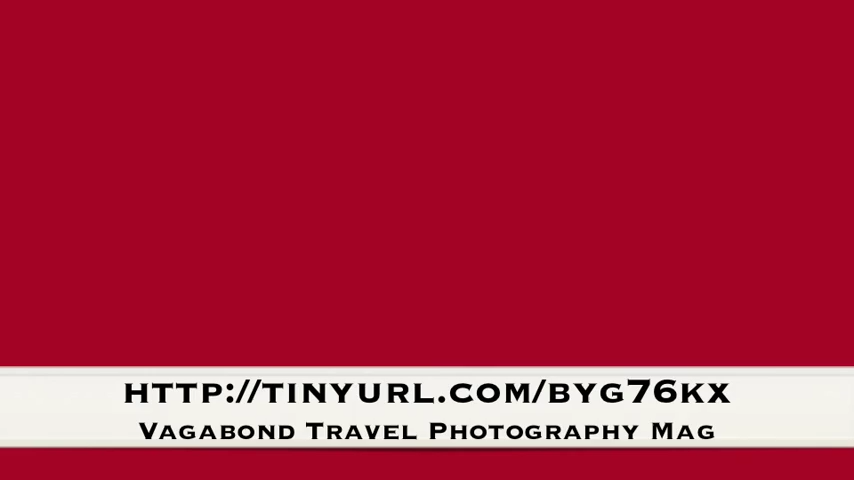 HTTP://TINYURL.COM/BYG76KX
VAGABOND TRAVEL PHOTOGRAPHY MAG